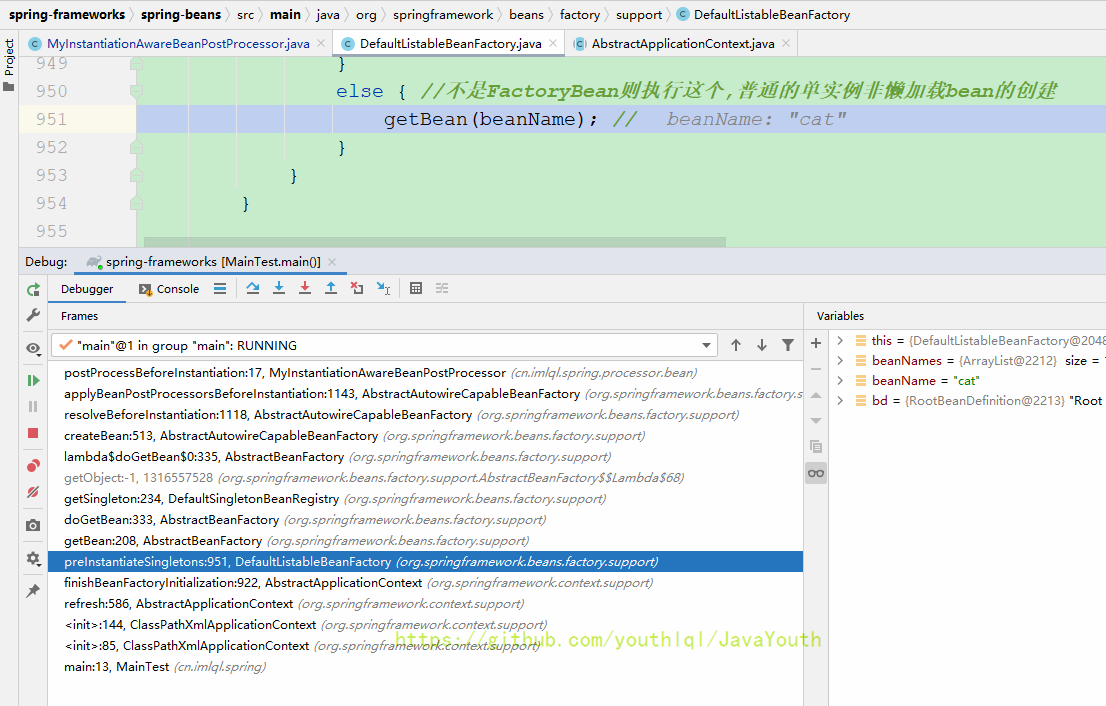 spring-frameworks 〉 spring-beans 〉 src 〉 main 〉 java 〉 org 〉 springframework 〉 beans 〉 factory 〉 support 〉 C DefaultListableBeanFactory
Project
C MyInstantiationAwareBeanPostProcessor.java ×
C DefaultListableBeanFactory.java ×
C AbstractApplicationContext.java ×
949 }
950 else { //不是FactoryBean则执行这个,普通的单实例非懒加载bean的创建
951 getBean(beanName); // beanName: "cat"
952 }
953 }
954 }
955
Debug: spring-frameworks [MainTest.main()] ×
Debugger Console
Frames
"main"@1 in group "main": RUNNING
postProcessBeforeInstantiation:17, MyInstantiationAwareBeanPostProcessor (cn.imlql.spring.processor.bean)
applyBeanPostProcessorsBeforeInstantiation:1143, AbstractAutowireCapableBeanFactory (org.springframework.beans.factory.s
resolveBeforeInstantiation:1118, AbstractAutowireCapableBeanFactory (org.springframework.beans.factory.support)
createBean:513, AbstractAutowireCapableBeanFactory (org.springframework.beans.factory.support)
lambda$doGetBean$0:335, AbstractBeanFactory (org.springframework.beans.factory.support)
getObject:-1, 1316557528 (org.springframework.beans.factory.support.AbstractBeanFactory$$Lambda$68)
getSingleton:234, DefaultSingletonBeanRegistry (org.springframework.beans.factory.support)
doGetBean:333, AbstractBeanFactory (org.springframework.beans.factory.support)
getBean:208, AbstractBeanFactory (org.springframework.beans.factory.support)
preInstantiateSingletons:951, DefaultListableBeanFactory (org.springframework.beans.factory.support)
finishBeanFactoryInitialization:922, AbstractApplicationContext (org.springframework.context.support)
refresh:586, AbstractApplicationContext (org.springframework.context.support)
<init>:144, ClassPathXmlApplicationContext (org.springframework.context.support)
<init>:85, ClassPathXmlApplicationContext (org.springframework.context.support)
main:13, MainTest (cn.imlql.spring)
Variables
this = {DefaultListableBeanFactory@2048
beanNames = {ArrayList@2212} size =
beanName = "cat"
bd = {RootBeanDefinition@2213} "Root
https://github.com/youthlql/JavaYouth